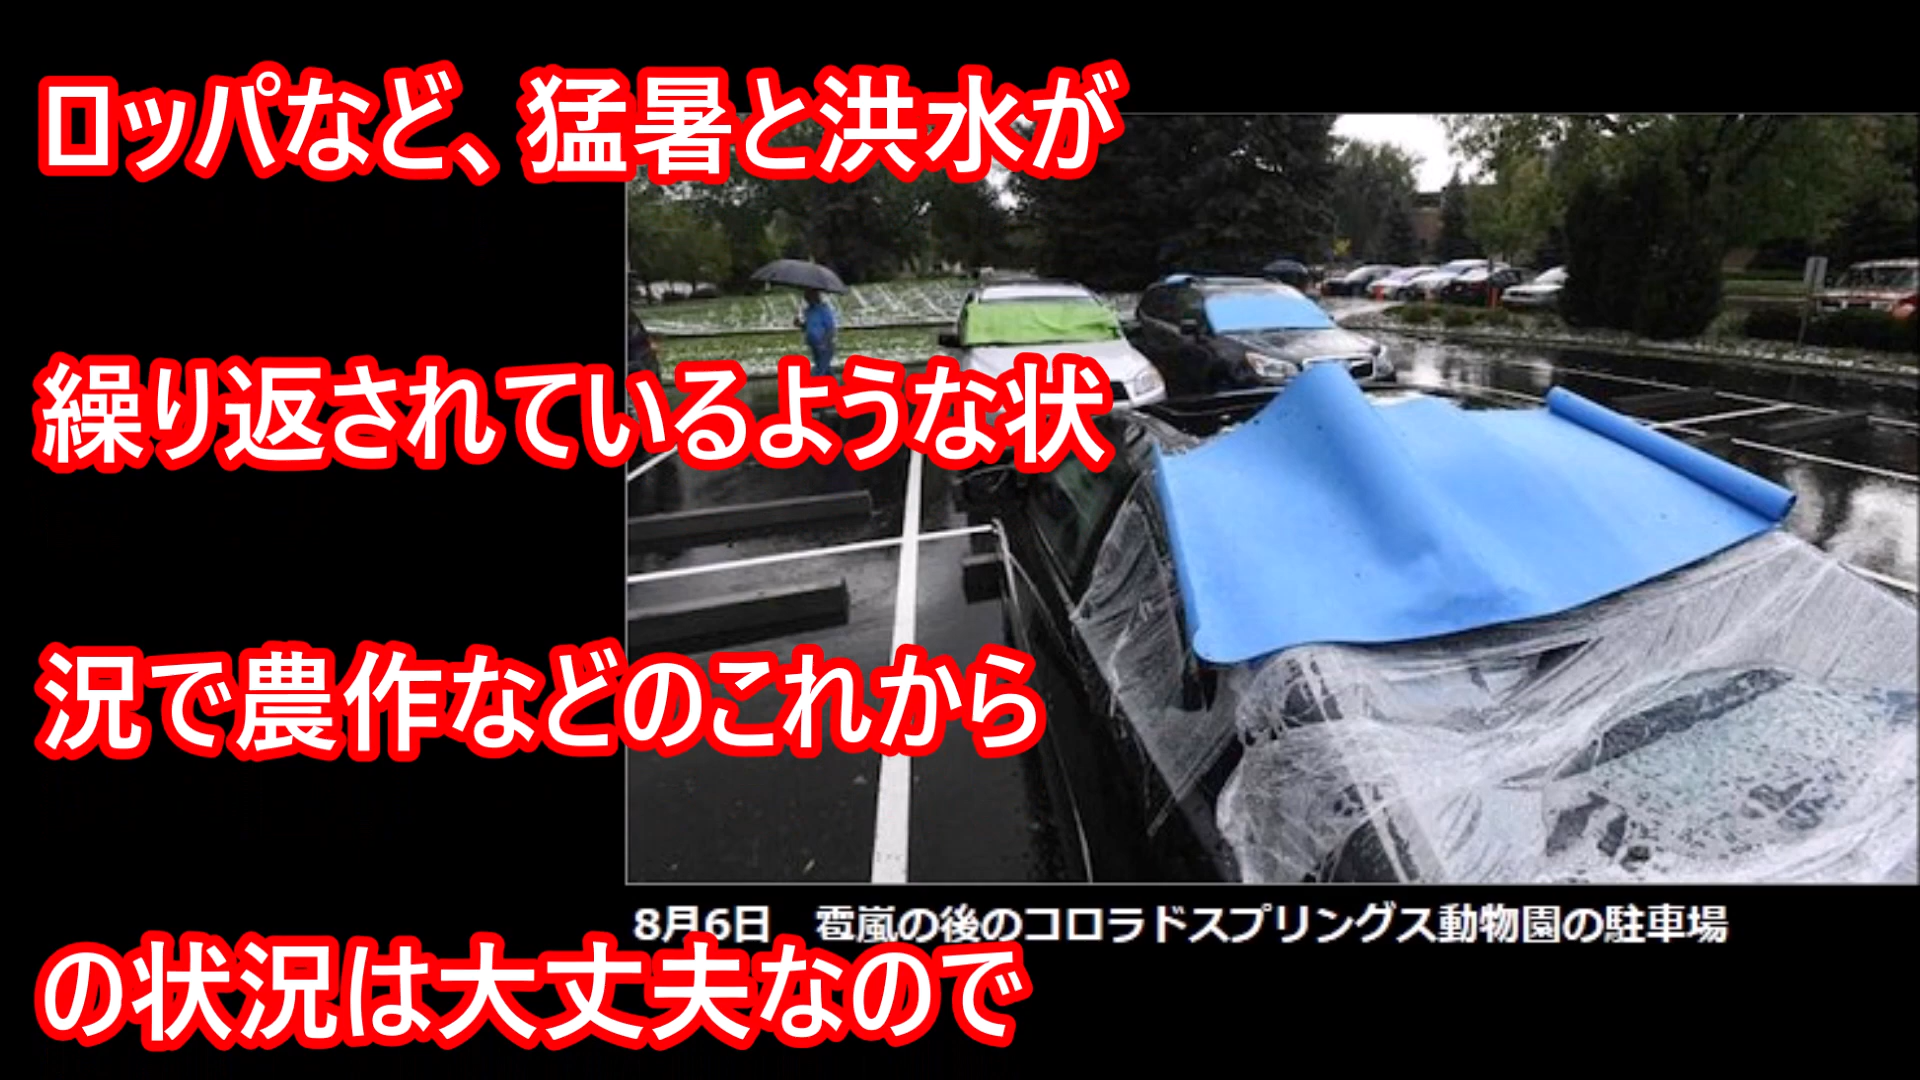 ロッパなど、猛暑と洪水が
繰り返されているような状
況で農作などのこれから
の状況は大丈夫なので
8月6日 雹嵐の後のコロラドスプリングス動物園の駐車場